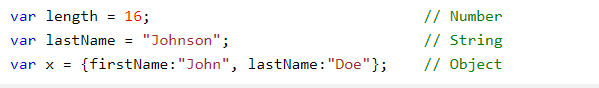 var length = 16;                               // Number
var lastName = "Johnson";                      // String
var x = {firstName:"John", lastName:"Doe"};    // Object